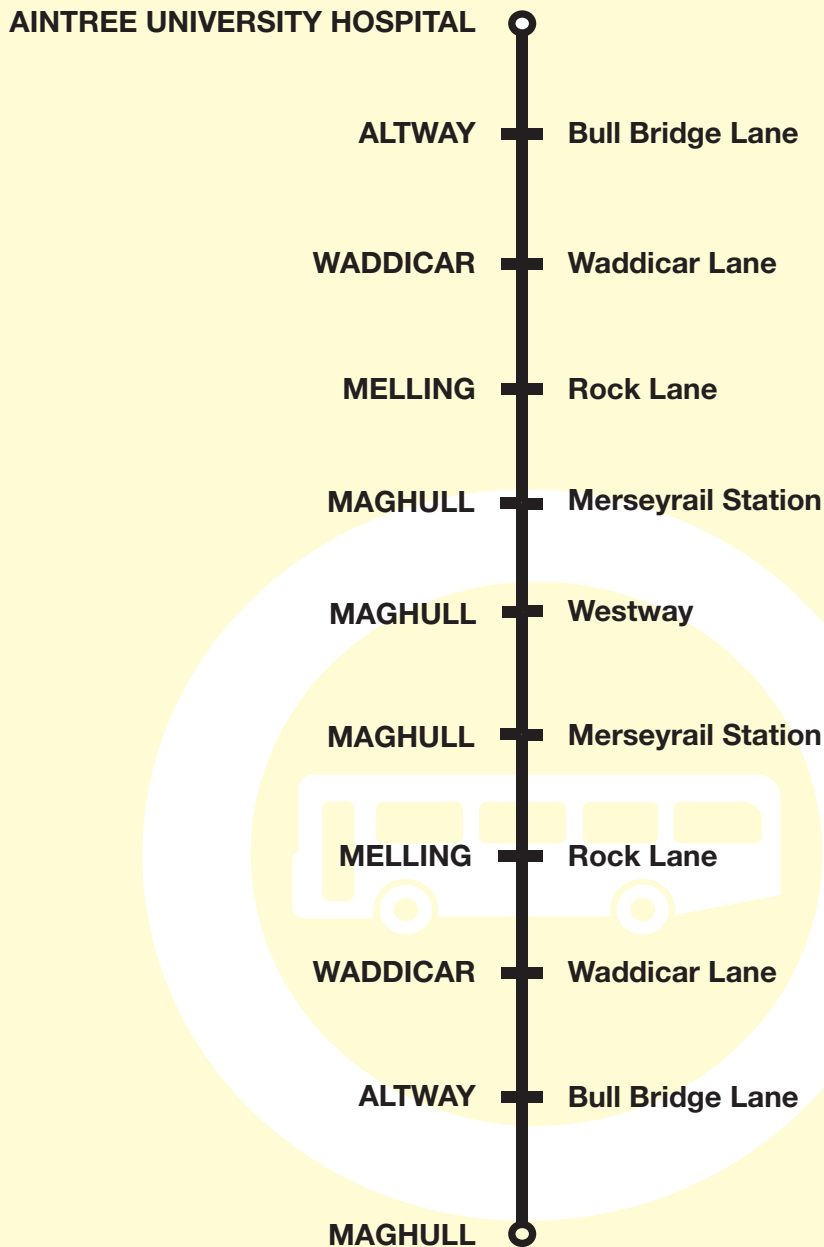 AINTREE UNIVERSITY HOSPITAL
ALTWAY Bull Bridge Lane
WADDICAR Waddicar Lane
MELLING Rock Lane
MAGHULL Merseyrail Station
MAGHULL Westway
MAGHULL Merseyrail Station
MELLING Rock Lane
WADDICAR Waddicar Lane
ALTWAY Bull Bridge Lane
MAGHULL